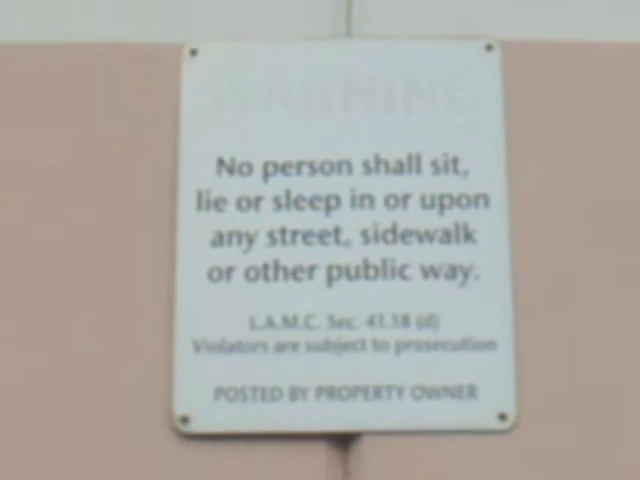 WARNING
No person shall sit,
lie or sleep in or upon
any street, sidewalk
or other public way.
L.A.M.C. Sec. 41.18 (d)
Violators are subject to prosecution
POSTED BY PROPERTY OWNER